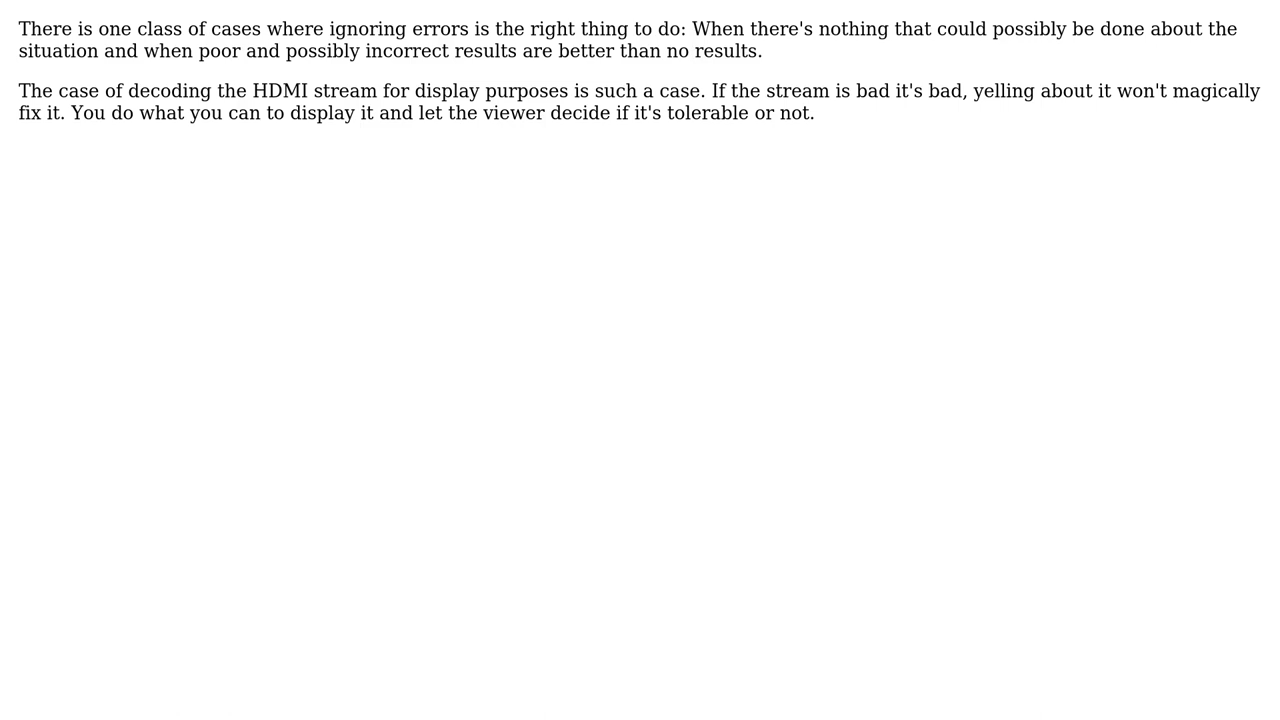 There is one class of cases where ignoring errors is the right thing to do: When there's nothing that could possibly be done about the
situation and when poor and possibly incorrect results are better than no results.
The case of decoding the HDMI stream for display purposes is such a case. If the stream is bad it's bad, yelling about it won't magically
fix it. You do what you can to display it and let the viewer decide if it's tolerable or not.